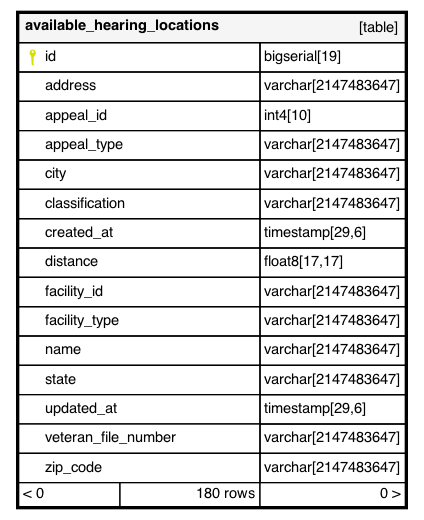 available_hearing_locations [table]
id bigserial[19]
address varchar[2147483647]
appeal_id int4[10]
appeal_type varchar[2147483647]
city varchar[2147483647]
classification varchar[2147483647]
created_at timestamp[29,6]
distance float8[17,17]
facility_id varchar[2147483647]
facility_type varchar[2147483647]
name varchar[2147483647]
state varchar[2147483647]
updated_at timestamp[29,6]
veteran_file_number varchar[2147483647]
zip_code varchar[2147483647]
< 0 180 rows 0 >